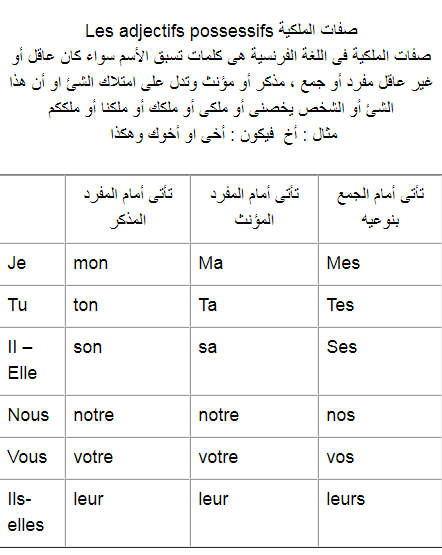 صفات الملكية Les adjectifs possessifs
صفات الملكية فى اللغة الفرنسية هى كلمات تسبق الأسم سواء كان عاقل أو
غير عاقل مفرد أو جمع ، مذكر أو مؤنث وتدل على امتلاك الشئ او أن هذا
الشئ أو الشخص يخصنى أو ملكى أو ملكك أو ملكنا أو ملككم
مثال : أخ فيكون : أخى او أخوك وهكذا
تأتى أمام المفرد المذكر تأتى أمام المفرد المؤنث تأتى أمام الجمع بنوعيه
Je mon Ma Mes
Tu ton Ta Tes
Il – Elle son sa Ses
Nous notre notre nos
Vous votre votre vos
Ils-elles leur leur leurs